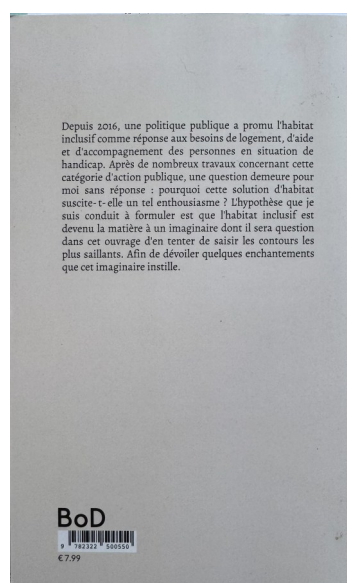 Depuis 2016, une politique publique a promu l'habitat
inclusif comme réponse aux besoins de logement, d'aide
et d'accompagnement des personnes en situation de
handicap. Après de nombreux travaux concernant cette
catégorie d'action publique, une question demeure pour
moi sans réponse : pourquoi cette solution d'habitat
suscite-t-elle un tel enthousiasme ? L'hypothèse que je
suis conduit à formuler est que l'habitat inclusif est
devenu la matière à un imaginaire dont il sera question
dans cet ouvrage d'en tenter de saisir les contours les
plus saillants. Afin de dévoiler quelques enchantements
que cet imaginaire instille.
BoD
9 782322 500550
€ 7.99